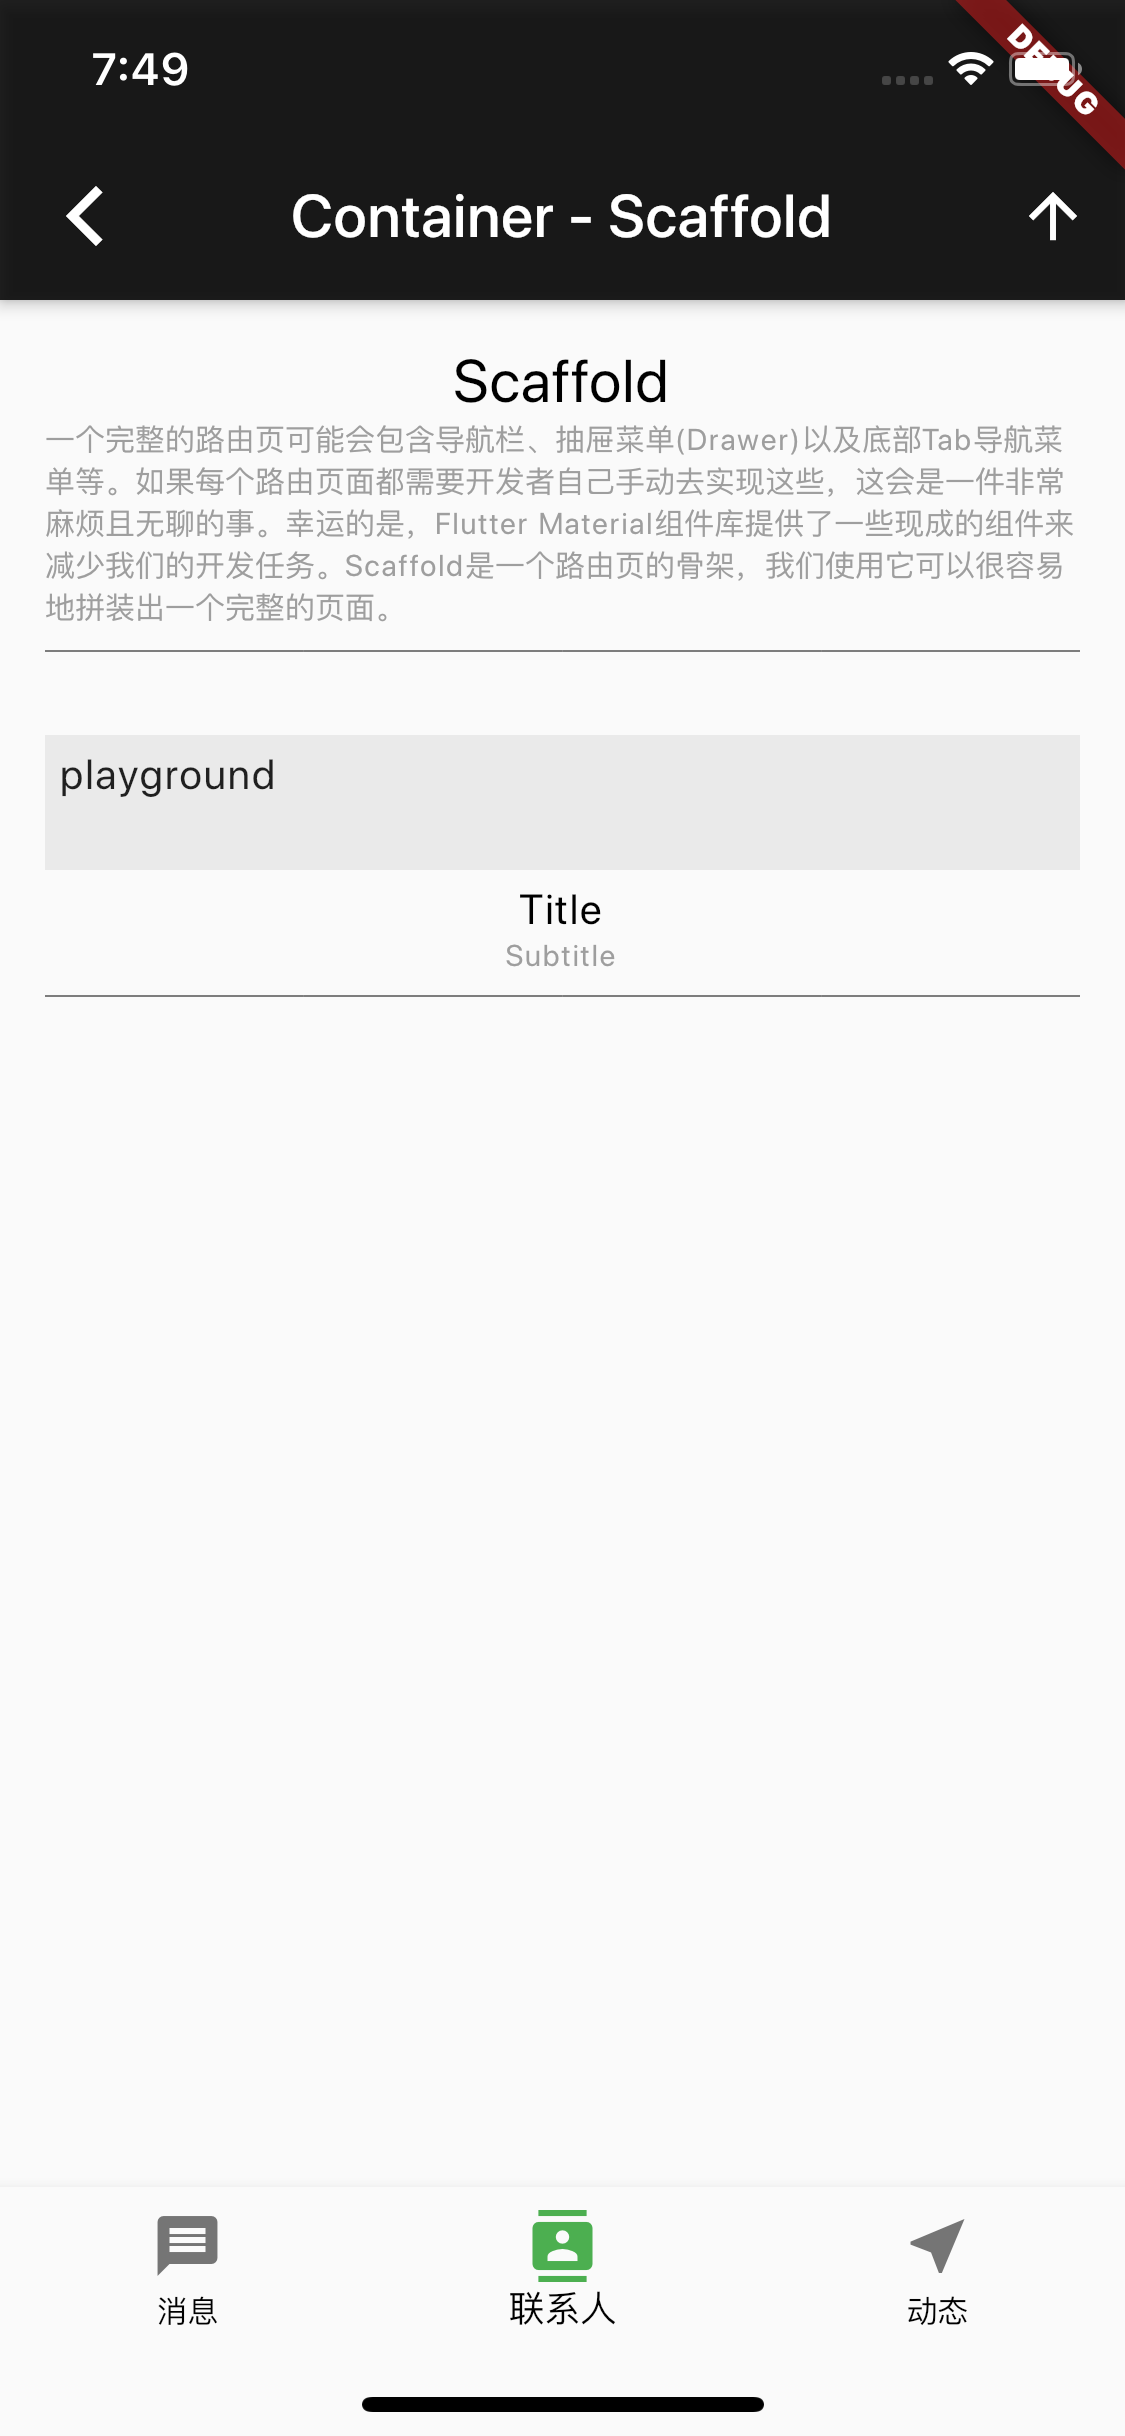 7:49
DEBUG
Container - Scaffold
Scaffold
一个完整的路由页可能会包含导航栏、抽屉菜单(Drawer)以及底部Tab导航菜
单等。如果每个路由页面都需要开发者自己手动去实现这些，这会是一件非常
麻烦且无聊的事。幸运的是，Flutter Material组件库提供了一些现成的组件来
减少我们的开发任务。Scaffold是一个路由页的骨架，我们使用它可以很容易
地拼装出一个完整的页面。
playground
Title
Subtitle
消息
联系人
动态